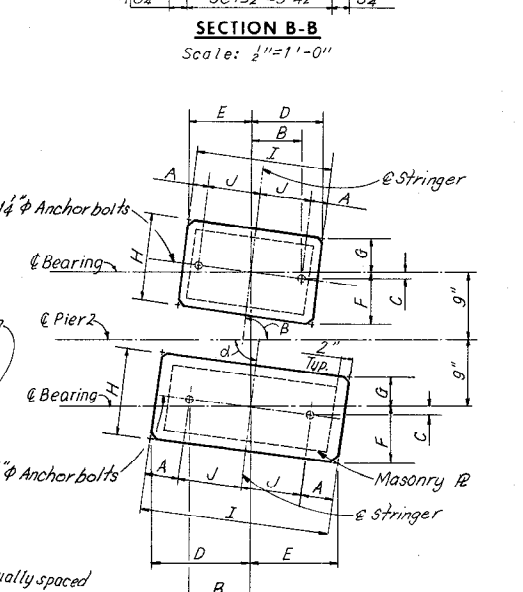 SECTION B-B
Scale: ½"=1'-0"
E D
B
I
A J J A
℄ Stringer
¼"φ Anchor bolts
H
G
℄ Bearing
F C 9"
℄ Pier 2
B
α
2"
Typ.
H
G
9"
℄ Bearing
F C
"φ Anchor bolts
A J J A
Masonry ℄
I
℄ Stringer
D E
ually spaced
B